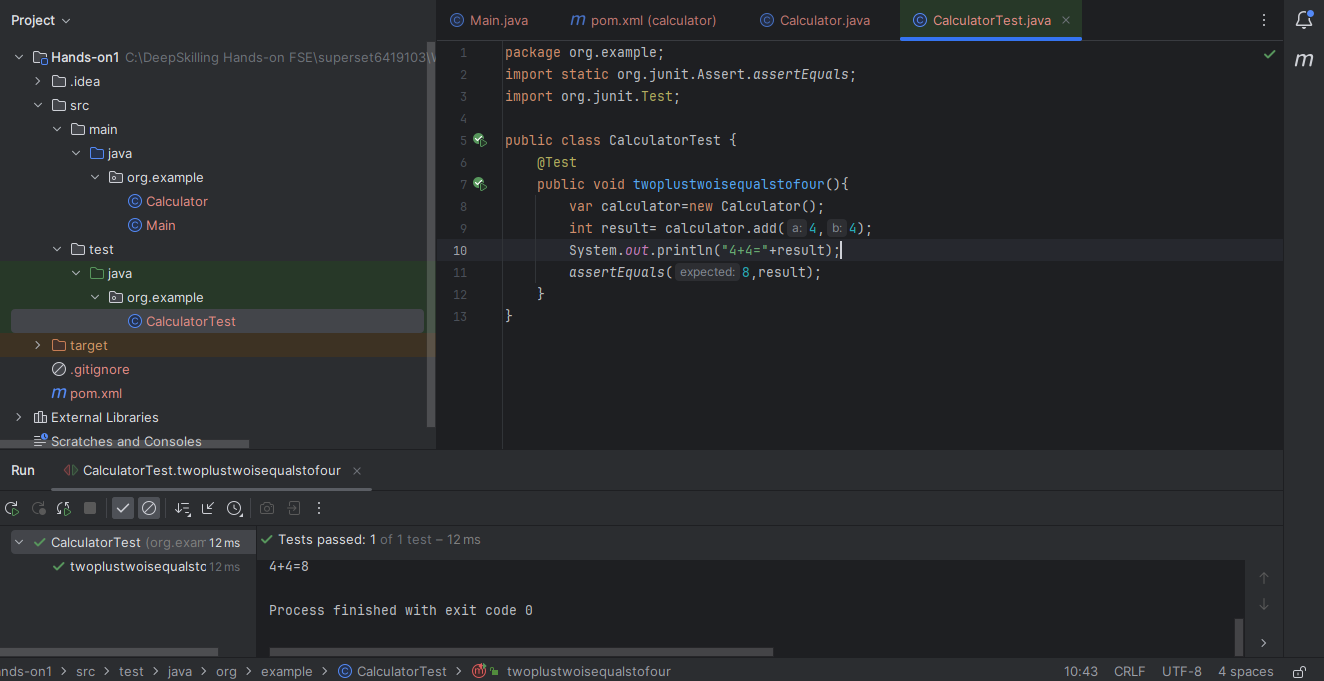 Project
Main.java
pom.xml (calculator)
Calculator.java
CalculatorTest.java
Hands-on1 C:\DeepSkilling Hands-on FSE\superset6419103\
.idea
src
main
java
org.example
Calculator
Main
test
java
org.example
CalculatorTest
target
.gitignore
pom.xml
External Libraries
Scratches and Consoles
1 package org.example;
2 import static org.junit.Assert.assertEquals;
3 import org.junit.Test;
4
5 public class CalculatorTest {
6 @Test
7 public void twoplustwoisequalstofour(){
8 var calculator=new Calculator();
9 int result= calculator.add( a: 4, b: 4);
10 System.out.println("4+4="+result);
11 assertEquals( expected: 8,result);
12 }
13 }
m
Run
CalculatorTest.twoplustwoisequalstofour
CalculatorTest (org.exam 12 ms
twoplustwoisequalstc 12 ms
Tests passed: 1 of 1 test – 12 ms
4+4=8
Process finished with exit code 0
nds-on1 > src > test > java > org > example > CalculatorTest > twoplustwoisequalstofour
10:43 CRLF UTF-8 4 spaces